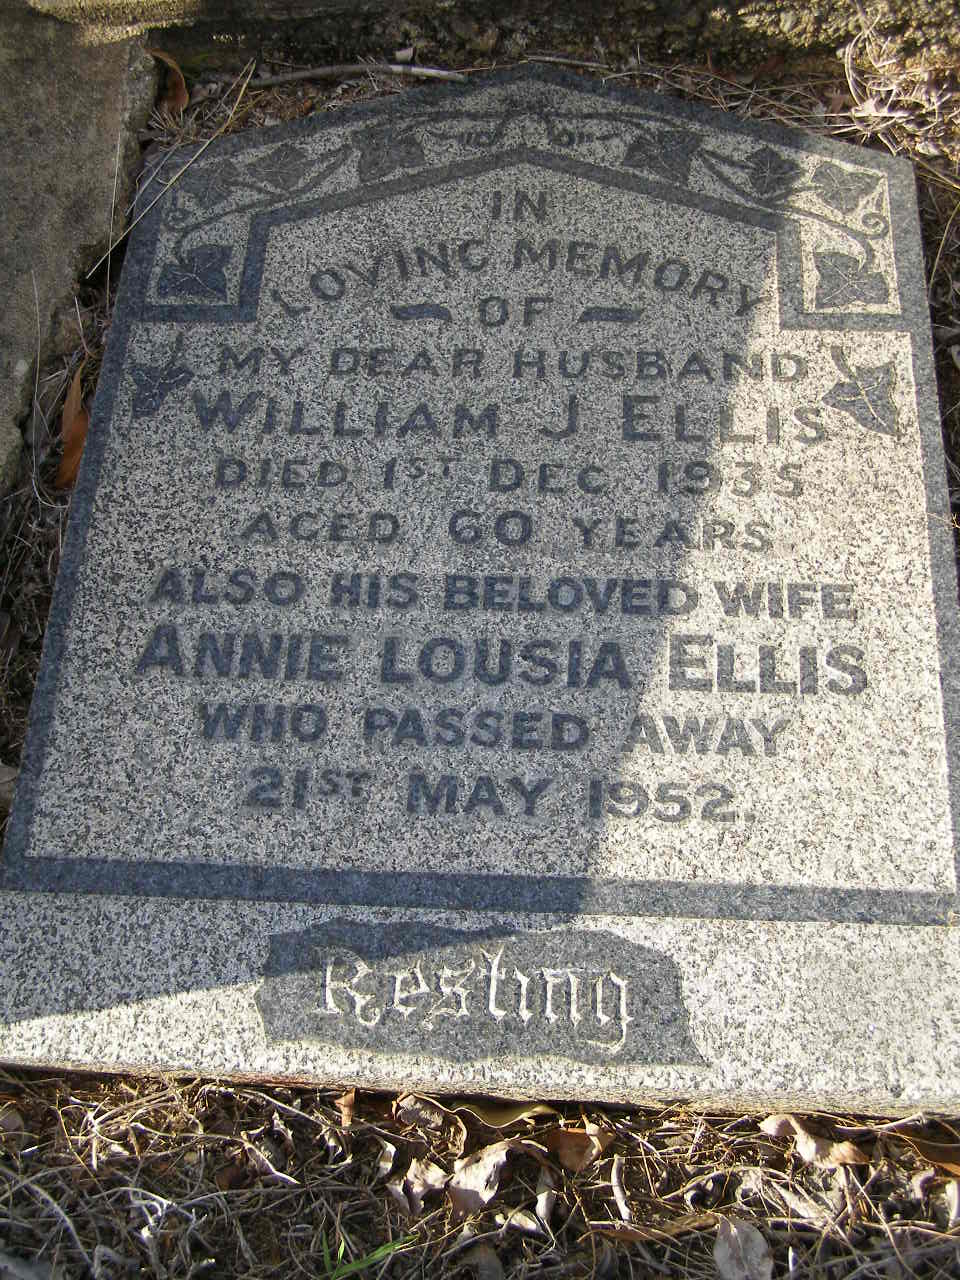 IN
LOVING MEMORY
OF
MY DEAR HUSBAND
WILLIAM J ELLIS
DIED 1ST DEC 1935
AGED 60 YEARS.
ALSO HIS BELOVED WIFE
ANNIE LOUSIA ELLIS
WHO PASSED AWAY
21ST MAY 1952.
Resting